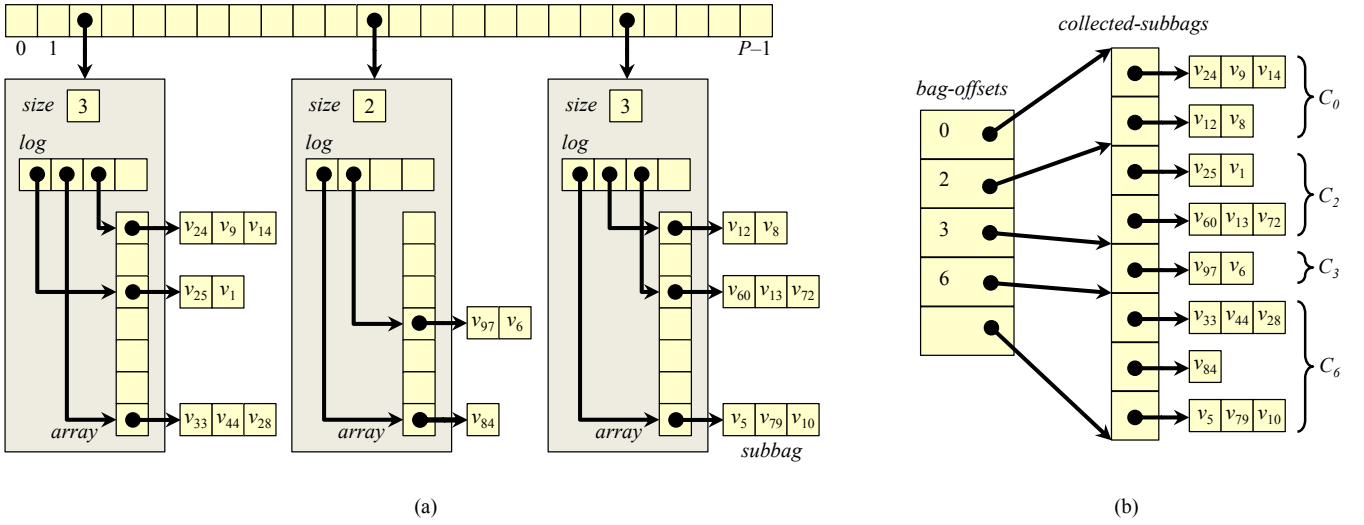 0 1 P–1
size 3
log
v24 v9 v14
v25 v1
v33 v44 v28
array
size 2
log
v97 v6
v84
array
size 3
log
v12 v8
v60 v13 v72
v5 v79 v10
array
subbag
(a)
collected-subbags
bag-offsets
0
2
3
6
v24 v9 v14
v12 v8
C0
v25 v1
v60 v13 v72
C2
v97 v6
C3
v33 v44 v28
v84
v5 v79 v10
C6
(b)